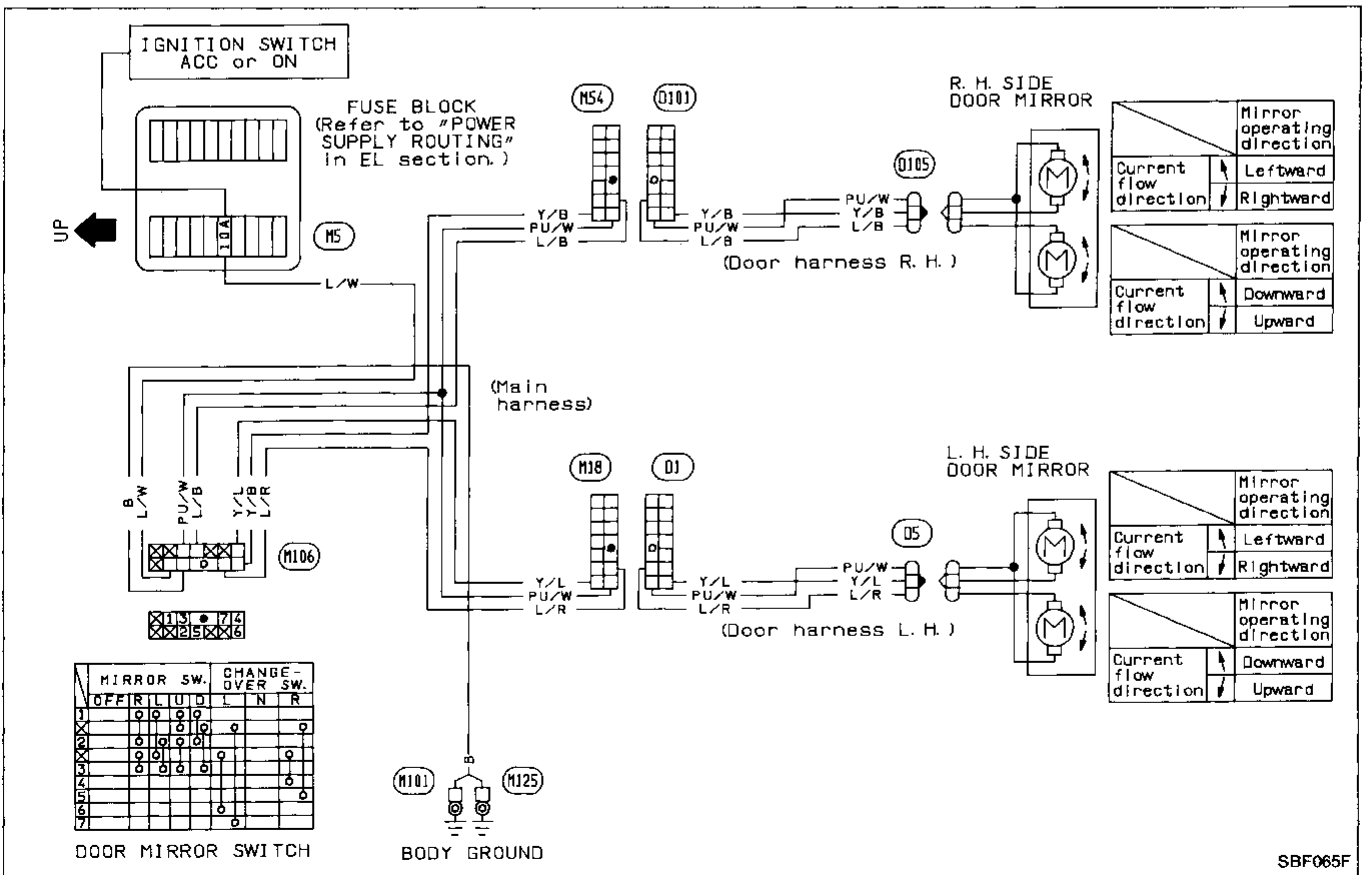 IGNITION SWITCH
ACC or ON
FUSE BLOCK
(Refer to "POWER
SUPPLY ROUTING"
in EL section.)
UP
10A
M5
L/W
M54
D101
Y/B
PU/W
L/B
Y/B
PU/W
L/B
(Door harness R. H. )
D105
PU/W
Y/B
L/B
R. H. SIDE
DOOR MIRROR
M
M
Mirror
operating
direction
Current
flow
direction
Leftward
Rightward
Mirror
operating
direction
Current
flow
direction
Downward
Upward
(Main
harness)
B
L/W
PU/W
L/B
Y/L
Y/B
L/R
M106
1 3 7 4
2 5 6
M18
D1
Y/L
PU/W
L/R
Y/L
PU/W
L/R
(Door harness L. H. )
D5
PU/W
Y/L
L/R
L. H. SIDE
DOOR MIRROR
M
M
Mirror
operating
direction
Current
flow
direction
Leftward
Rightward
Mirror
operating
direction
Current
flow
direction
Downward
Upward
MIRROR SW. CHANGE-
OVER SW.
OFF R L U D L N R
1
2
3
4
5
6
7
DOOR MIRROR SWITCH
B
M101
M125
BODY GROUND
SBF065F